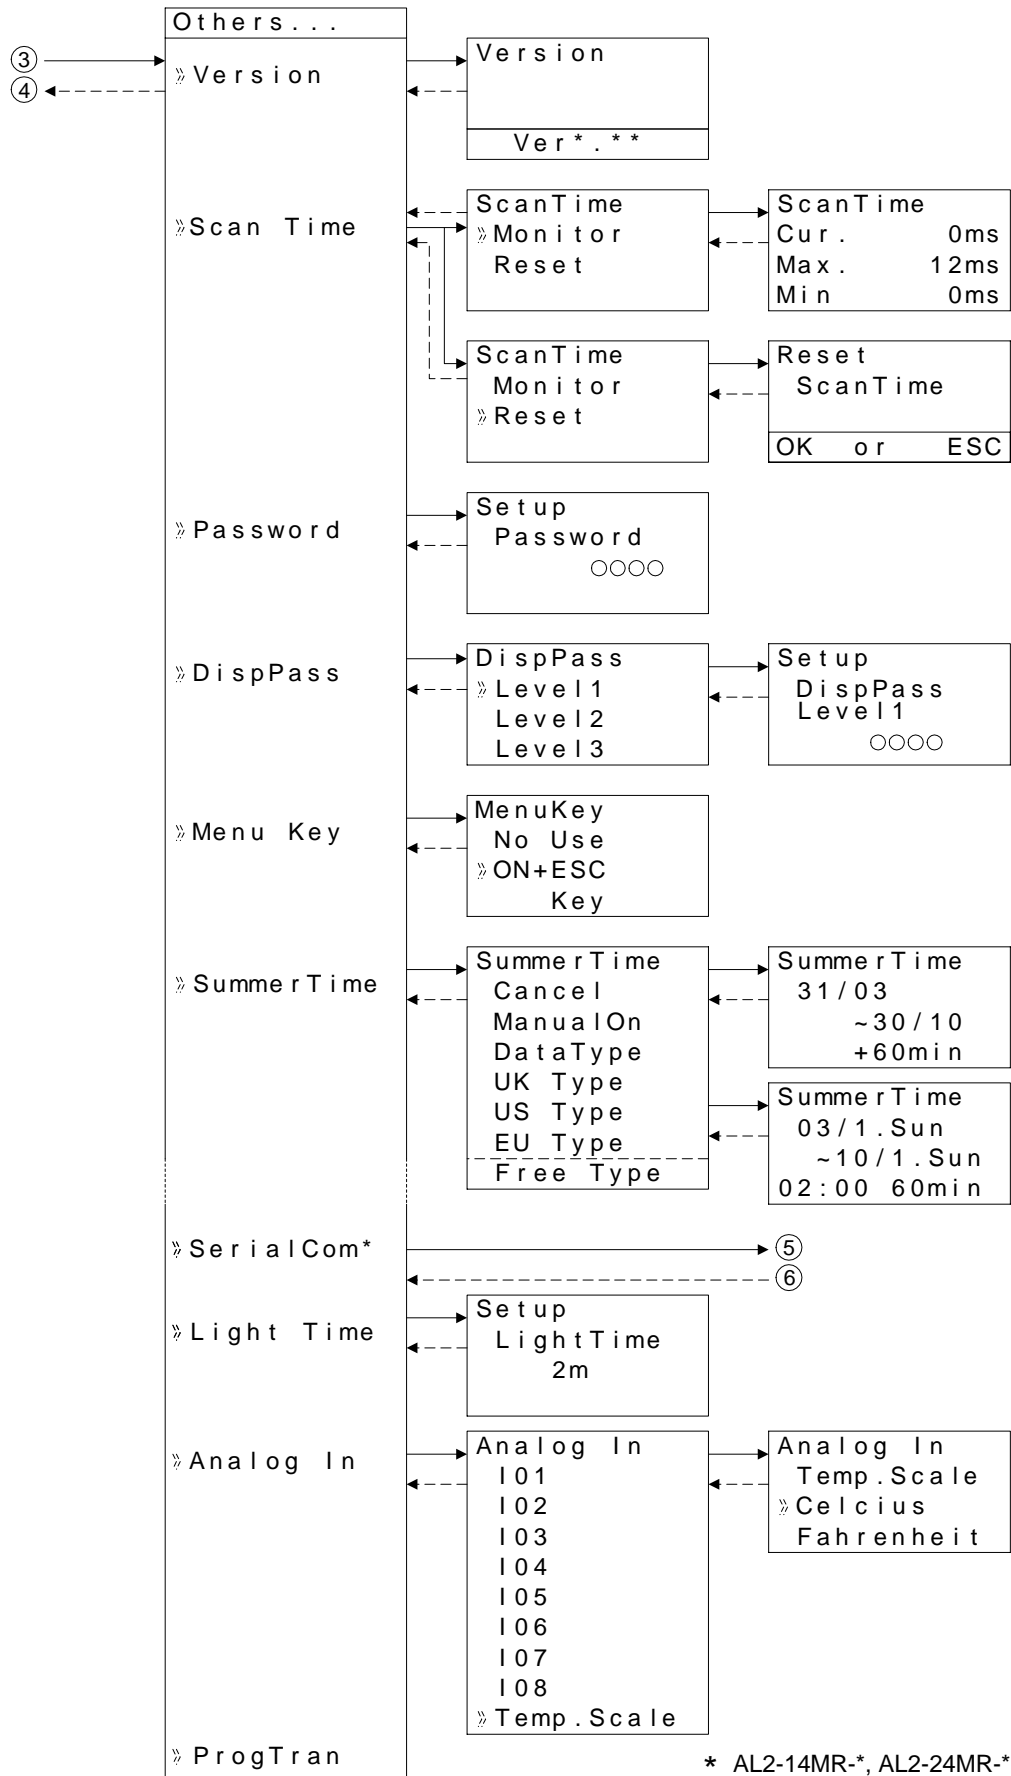 Others...
③
④
»Version
Version
Ver*.**
»Scan Time
ScanTime
»Monitor
Reset
ScanTime
Cur. 0ms
Max. 12ms
Min 0ms
ScanTime
Monitor
»Reset
Reset
ScanTime
OK or ESC
»Password
Setup
Password
○○○○
»DispPass
DispPass
»Level1
Level2
Level3
Setup
DispPass
Level1
○○○○
»Menu Key
MenuKey
No Use
»ON+ESC
Key
»SummerTime
SummerTime
Cancel
ManualOn
DataType
UK Type
US Type
EU Type
Free Type
SummerTime
31/03
~30/10
+60min
SummerTime
03/1.Sun
~10/1.Sun
02:00 60min
»SerialCom*
⑤
⑥
»Light Time
Setup
LightTime
2m
»Analog In
Analog In
I01
I02
I03
I04
I05
I06
I07
I08
»Temp.Scale
Analog In
Temp.Scale
»Celcius
Fahrenheit
»ProgTran
* AL2-14MR-*, AL2-24MR-*